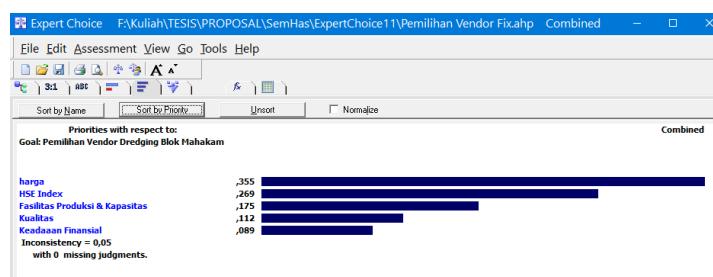 Expert Choice F:\Kuliah\TESIS\PROPOSAL\SemHas\ExpertChoice11\Pemilihan Vendor Fix.ahp Combined
File Edit Assessment View Go Tools Help
A A
3:1 ABC fx
Sort by Name Sort by Priority Unsort Normalize
Priorities with respect to: Combined
Goal: Pemilihan Vendor Dredging Blok Mahakam
harga ,355
HSE Index ,269
Fasilitas Produksi & Kapasitas ,175
Kualitas ,112
Keadaaan Finansial ,089
Inconsistency = 0,05
with 0 missing judgments.